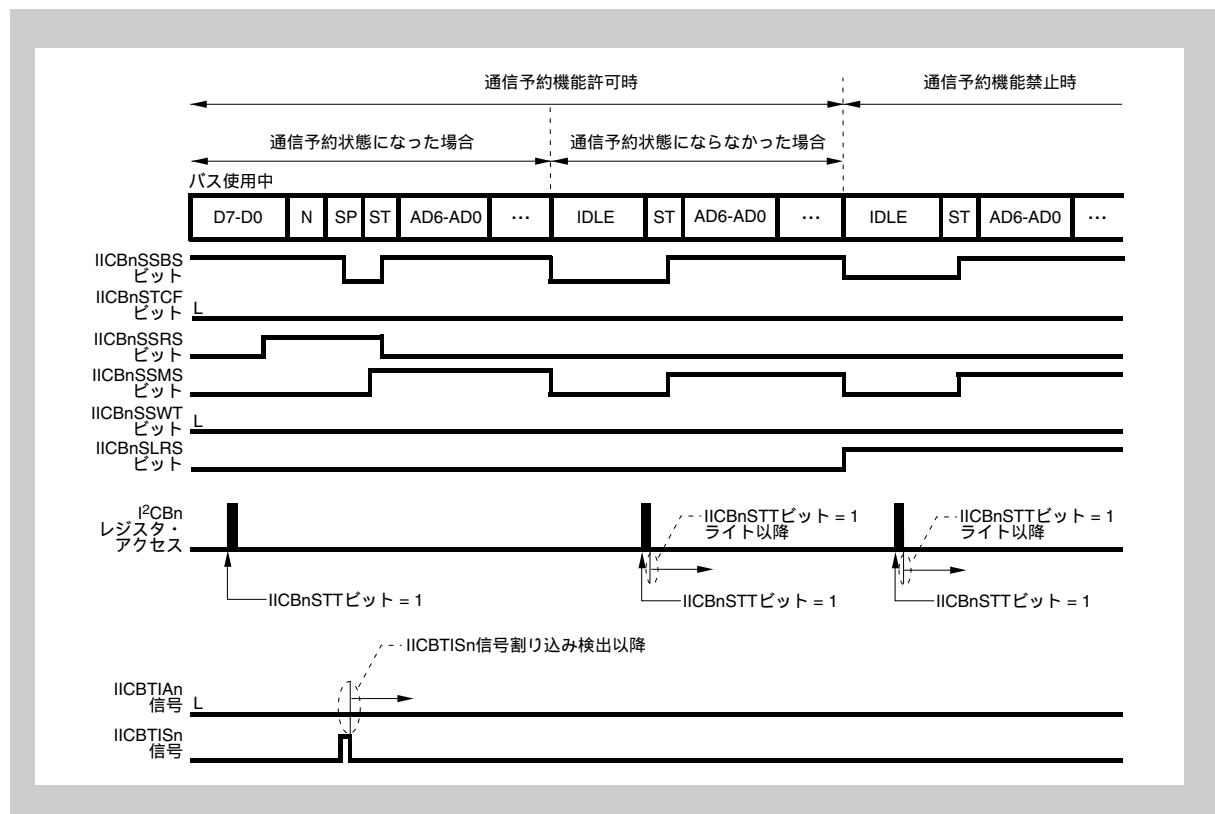 通信予約機能許可時
通信予約機能禁止時
通信予約状態になった場合
通信予約状態にならなかった場合
バス使用中
D7-D0 N SP ST AD6-AD0 ··· IDLE ST AD6-AD0 ··· IDLE ST AD6-AD0 ···
IICBnSSBS
ビット
IICBnSTCF
ビット L
IICBnSSRS
ビット
IICBnSSMS
ビット
IICBnSSWT
ビット L
IICBnSLRS
ビット
I²CBn
レジスタ・
アクセス
IICBnSTTビット = 1
ライト以降
IICBnSTTビット = 1
ライト以降
IICBnSTTビット = 1
IICBnSTTビット = 1
IICBnSTTビット = 1
IICBTISn信号割り込み検出以降
IICBTIAn
信号 L
IICBTISn
信号